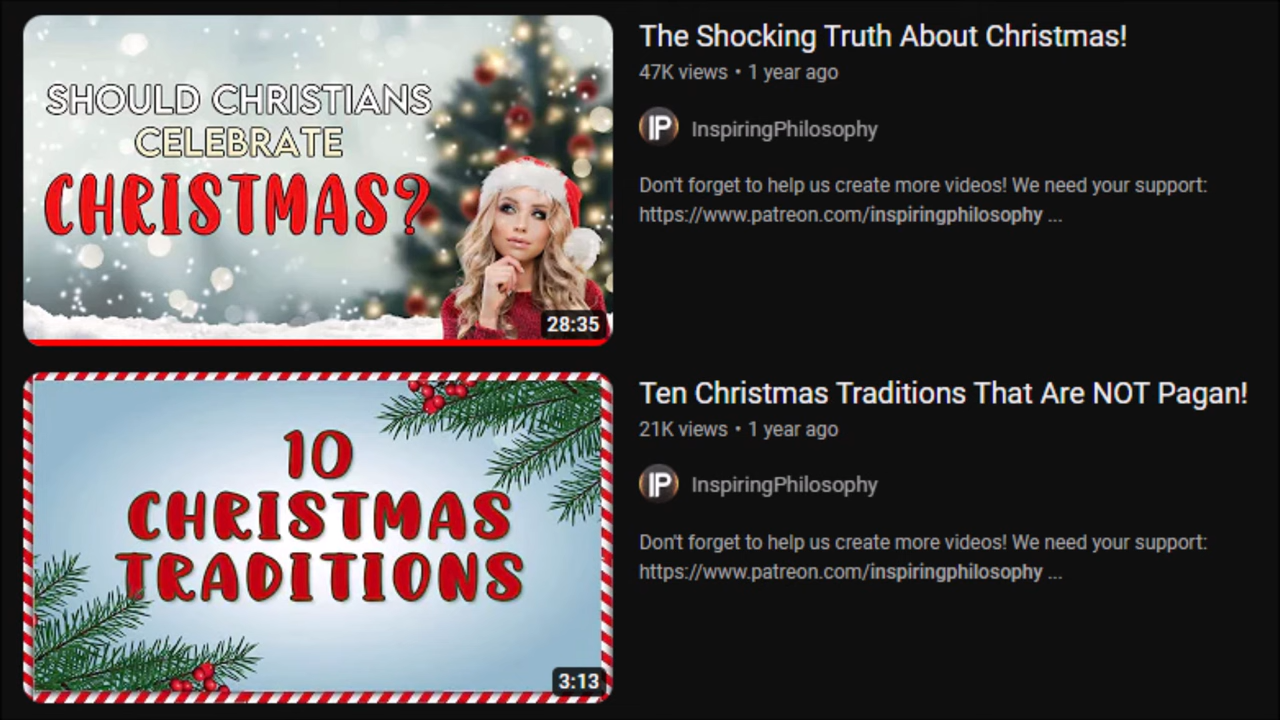 SHOULD CHRISTIANS
CELEBRATE
CHRISTMAS?
28:35
The Shocking Truth About Christmas!
47K views • 1 year ago
IP InspiringPhilosophy
Don't forget to help us create more videos! We need your support:
https://www.patreon.com/inspiringphilosophy ...
10
CHRISTMAS
TRADITIONS
3:13
Ten Christmas Traditions That Are NOT Pagan!
21K views • 1 year ago
IP InspiringPhilosophy
Don't forget to help us create more videos! We need your support:
https://www.patreon.com/inspiringphilosophy ...